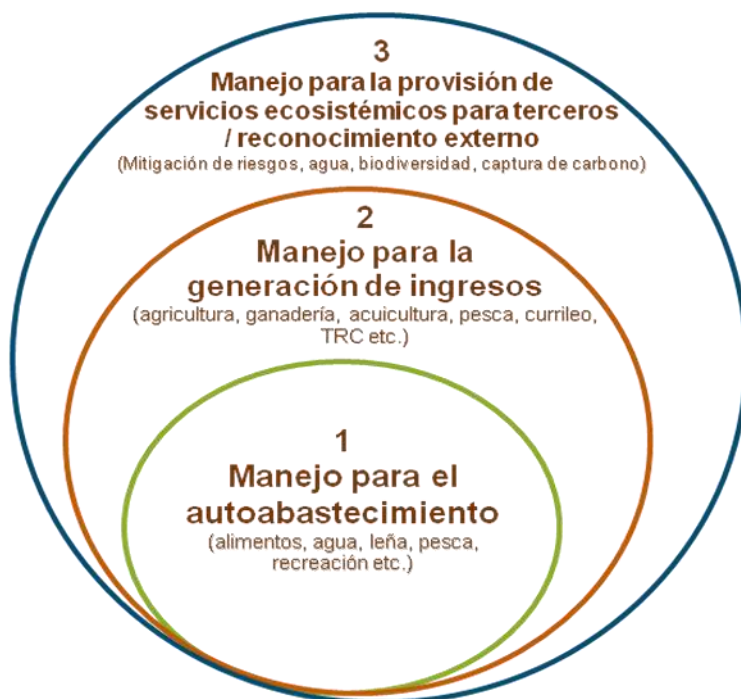 3
Manejo para la provisión de
servicios ecosistémicos para terceros
/ reconocimiento externo
(Mitigación de riesgos, agua, biodiversidad, captura de carbono)
2
Manejo para la
generación de ingresos
(agricultura, ganadería, acuicultura, pesca, currileo,
TRC etc.)
1
Manejo para el
autoabastecimiento
(alimentos, agua, leña, pesca,
recreación etc.)